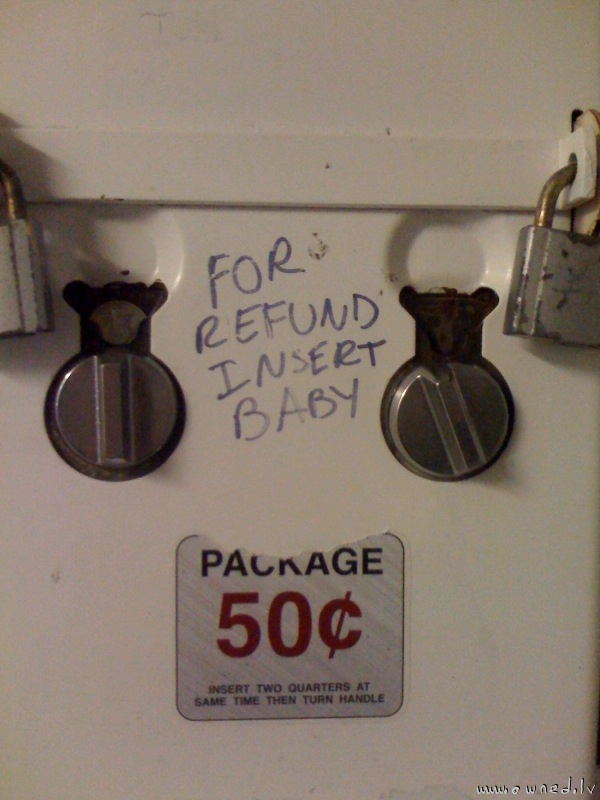 FOR
REFUND
INSERT
BABY
PACKAGE
50¢
INSERT TWO QUARTERS AT
SAME TIME THEN TURN HANDLE
www.owned.lv